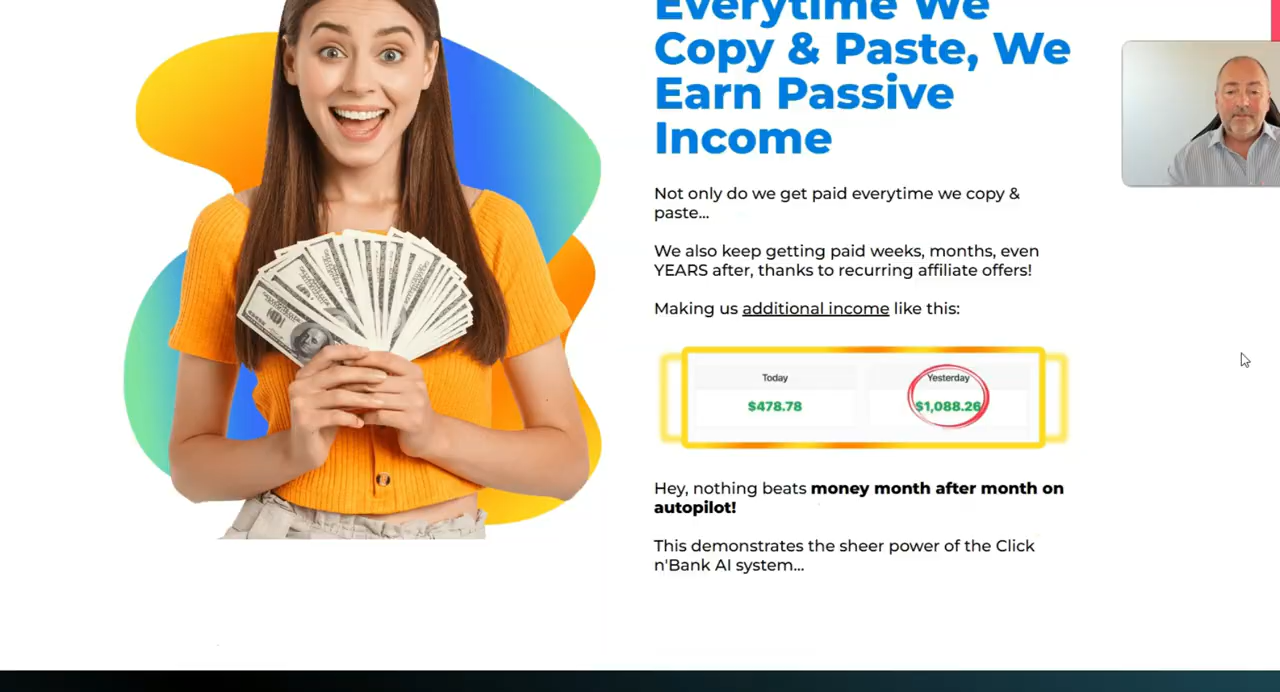 Everytime We
Copy & Paste, We
Earn Passive
Income
Not only do we get paid everytime we copy &
paste...
We also keep getting paid weeks, months, even
YEARS after, thanks to recurring affiliate offers!
Making us additional income like this:
Today
Yesterday
$478.78
$1,088.26
Hey, nothing beats money month after month on
autopilot!
This demonstrates the sheer power of the Click
n'Bank AI system...